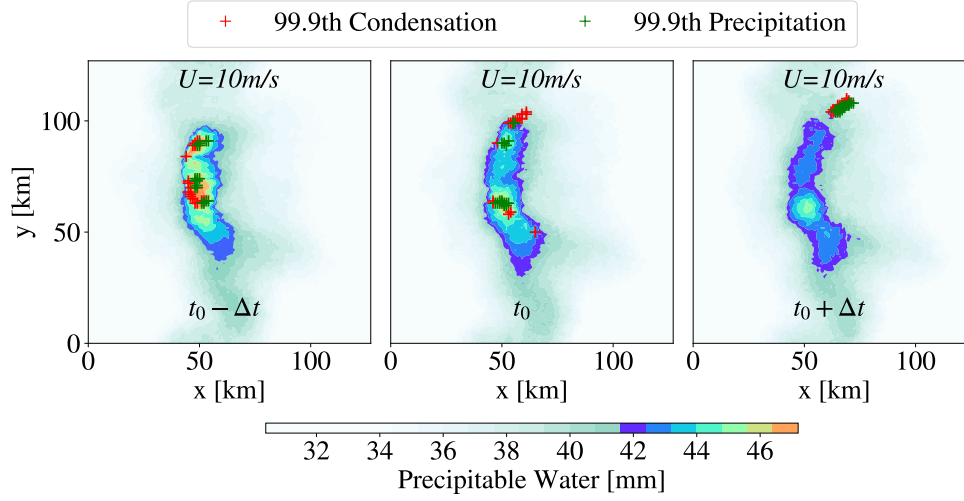 99.9th Condensation 99.9th Precipitation
U=10m/s U=10m/s U=10m/s
100
50
0
y [km]
t₀ − Δt t₀ t₀ + Δt
0 50 100 0 50 100 0 50 100
x [km] x [km] x [km]
32 34 36 38 40 42 44 46
Precipitable Water [mm]